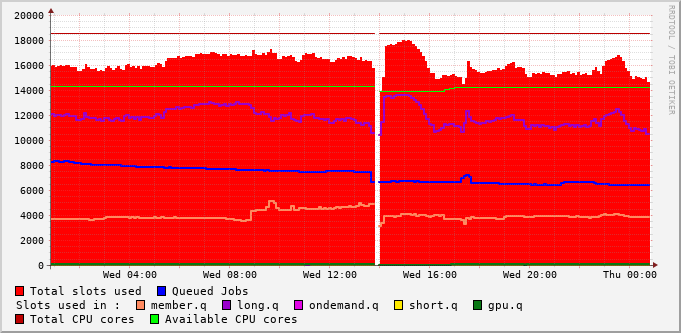 20000
18000
16000
14000
12000
10000
8000
6000
4000
2000
0
Wed 04:00 Wed 08:00 Wed 12:00 Wed 16:00 Wed 20:00 Thu 00:00
Total slots used Queued Jobs
Slots used in : member.q long.q ondemand.q short.q gpu.q
Total CPU cores Available CPU cores
RRDTOOL / TOBI OETIKER